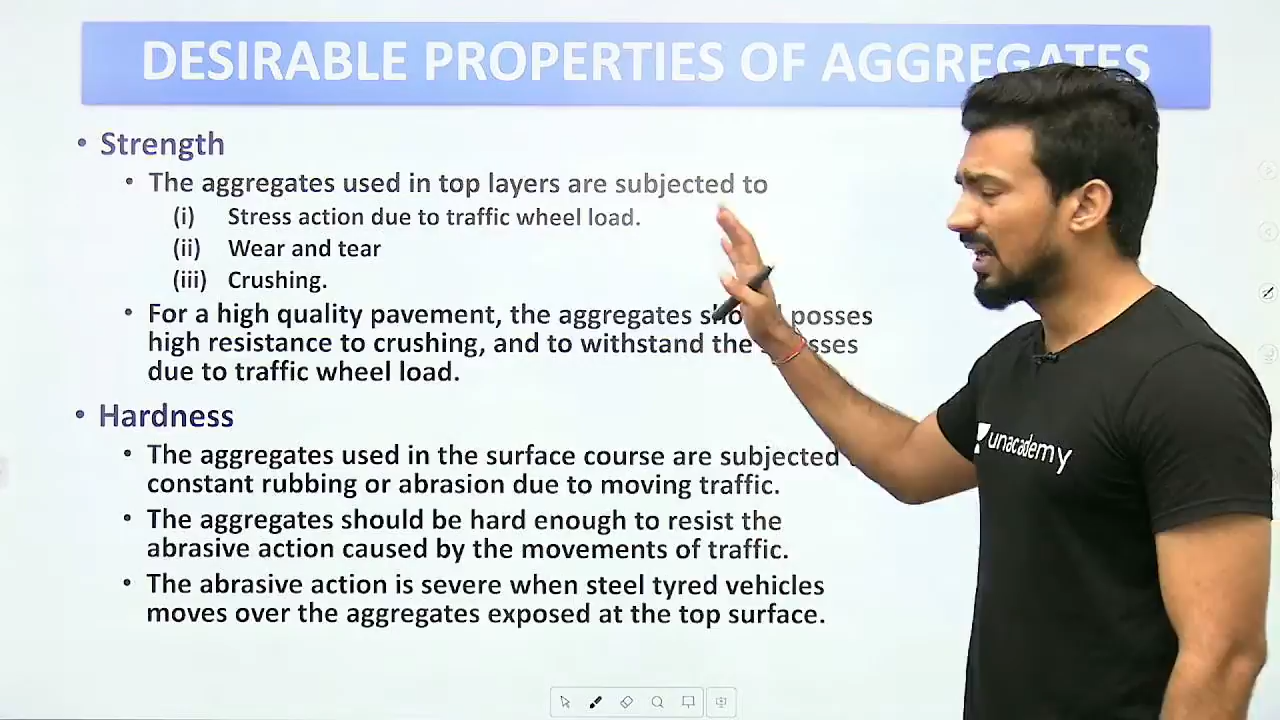 DESIRABLE PROPERTIES OF AGGREGATES
• Strength
• The aggregates used in top layers are subjected to
(i) Stress action due to traffic wheel load.
(ii) Wear and tear
(iii) Crushing.
• For a high quality pavement, the aggregates posses
high resistance to crushing, and to withstand the
due to traffic wheel load.
• Hardness
• The aggregates used in the surface course are subjected
constant rubbing or abrasion due to moving traffic.
• The aggregates should be hard enough to resist the
abrasive action caused by the movements of traffic.
• The abrasive action is severe when steel tyred vehicles
moves over the aggregates exposed at the top surface.
unacademy